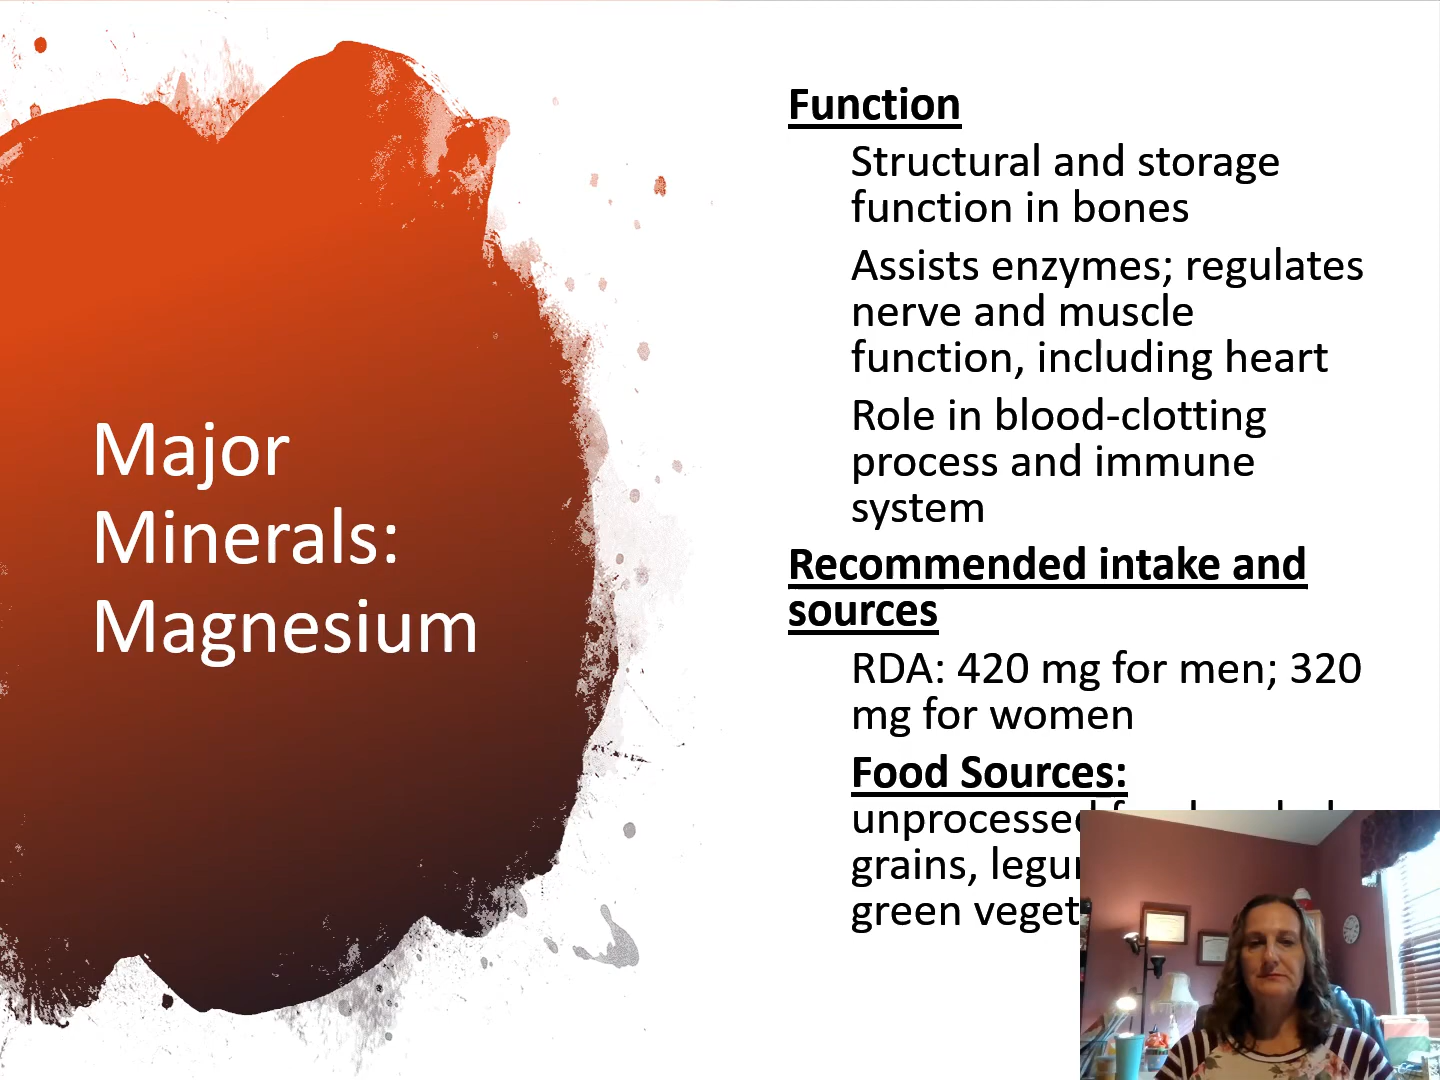 Major
Minerals:
Magnesium
Function
Structural and storage
function in bones
Assists enzymes; regulates
nerve and muscle
function, including heart
Role in blood-clotting
process and immune
system
Recommended intake and
sources
RDA: 420 mg for men; 320
mg for women
Food Sources:
unprocessed
grains,
green